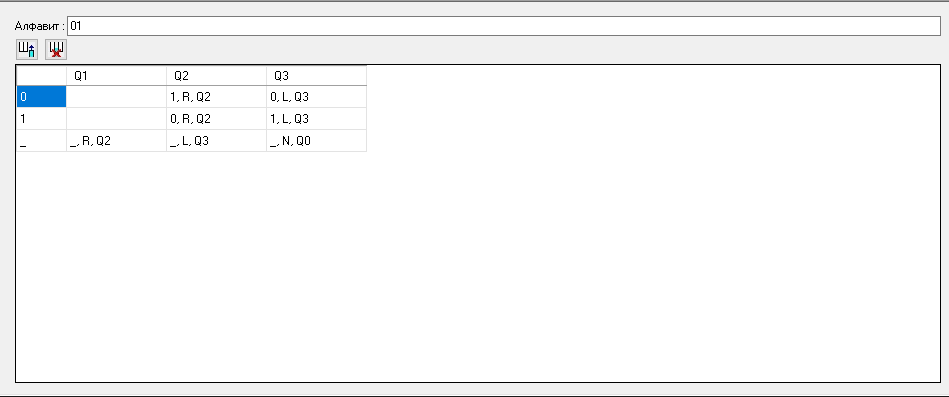 Алфавит : 01
Q1 Q2 Q3
0 1, R, Q2 0, L, Q3
1 0, R, Q2 1, L, Q3
_ _, R, Q2 _, L, Q3 _, N, Q0